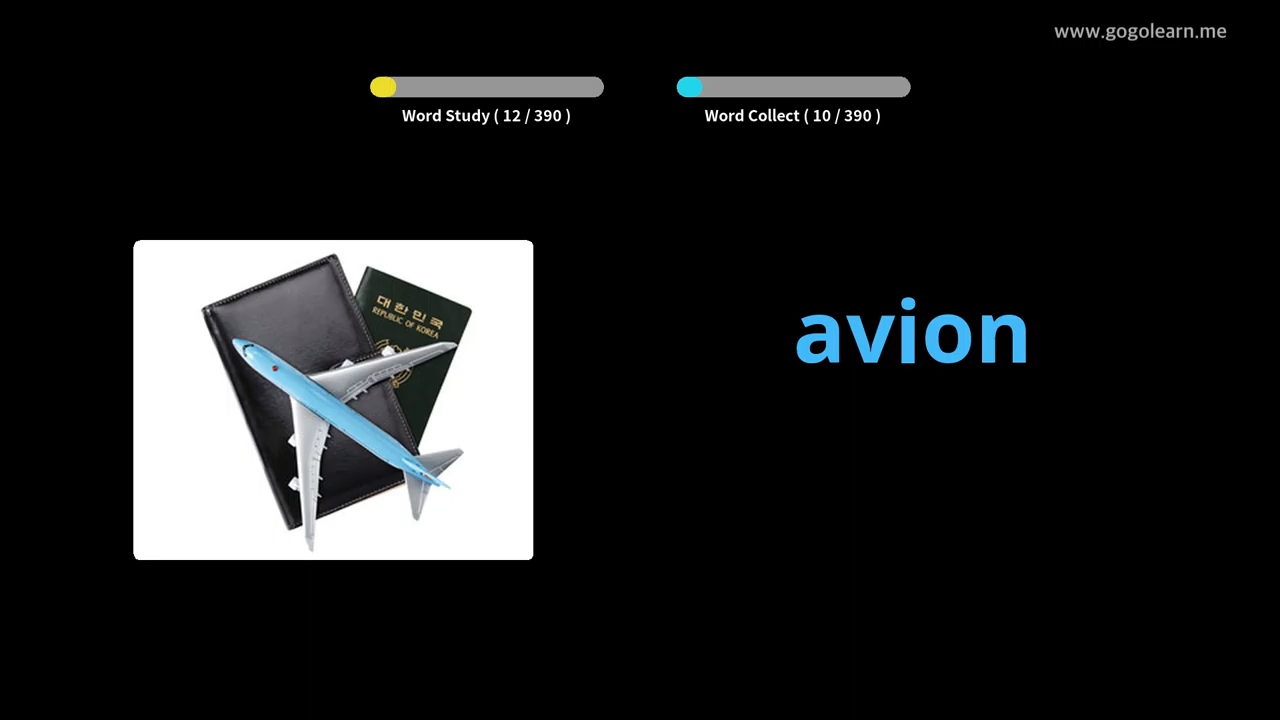 www.gogolearn.me
Word Study ( 12 / 390 )
Word Collect ( 10 / 390 )
대한민국
REPUBLIC OF KOREA
avion